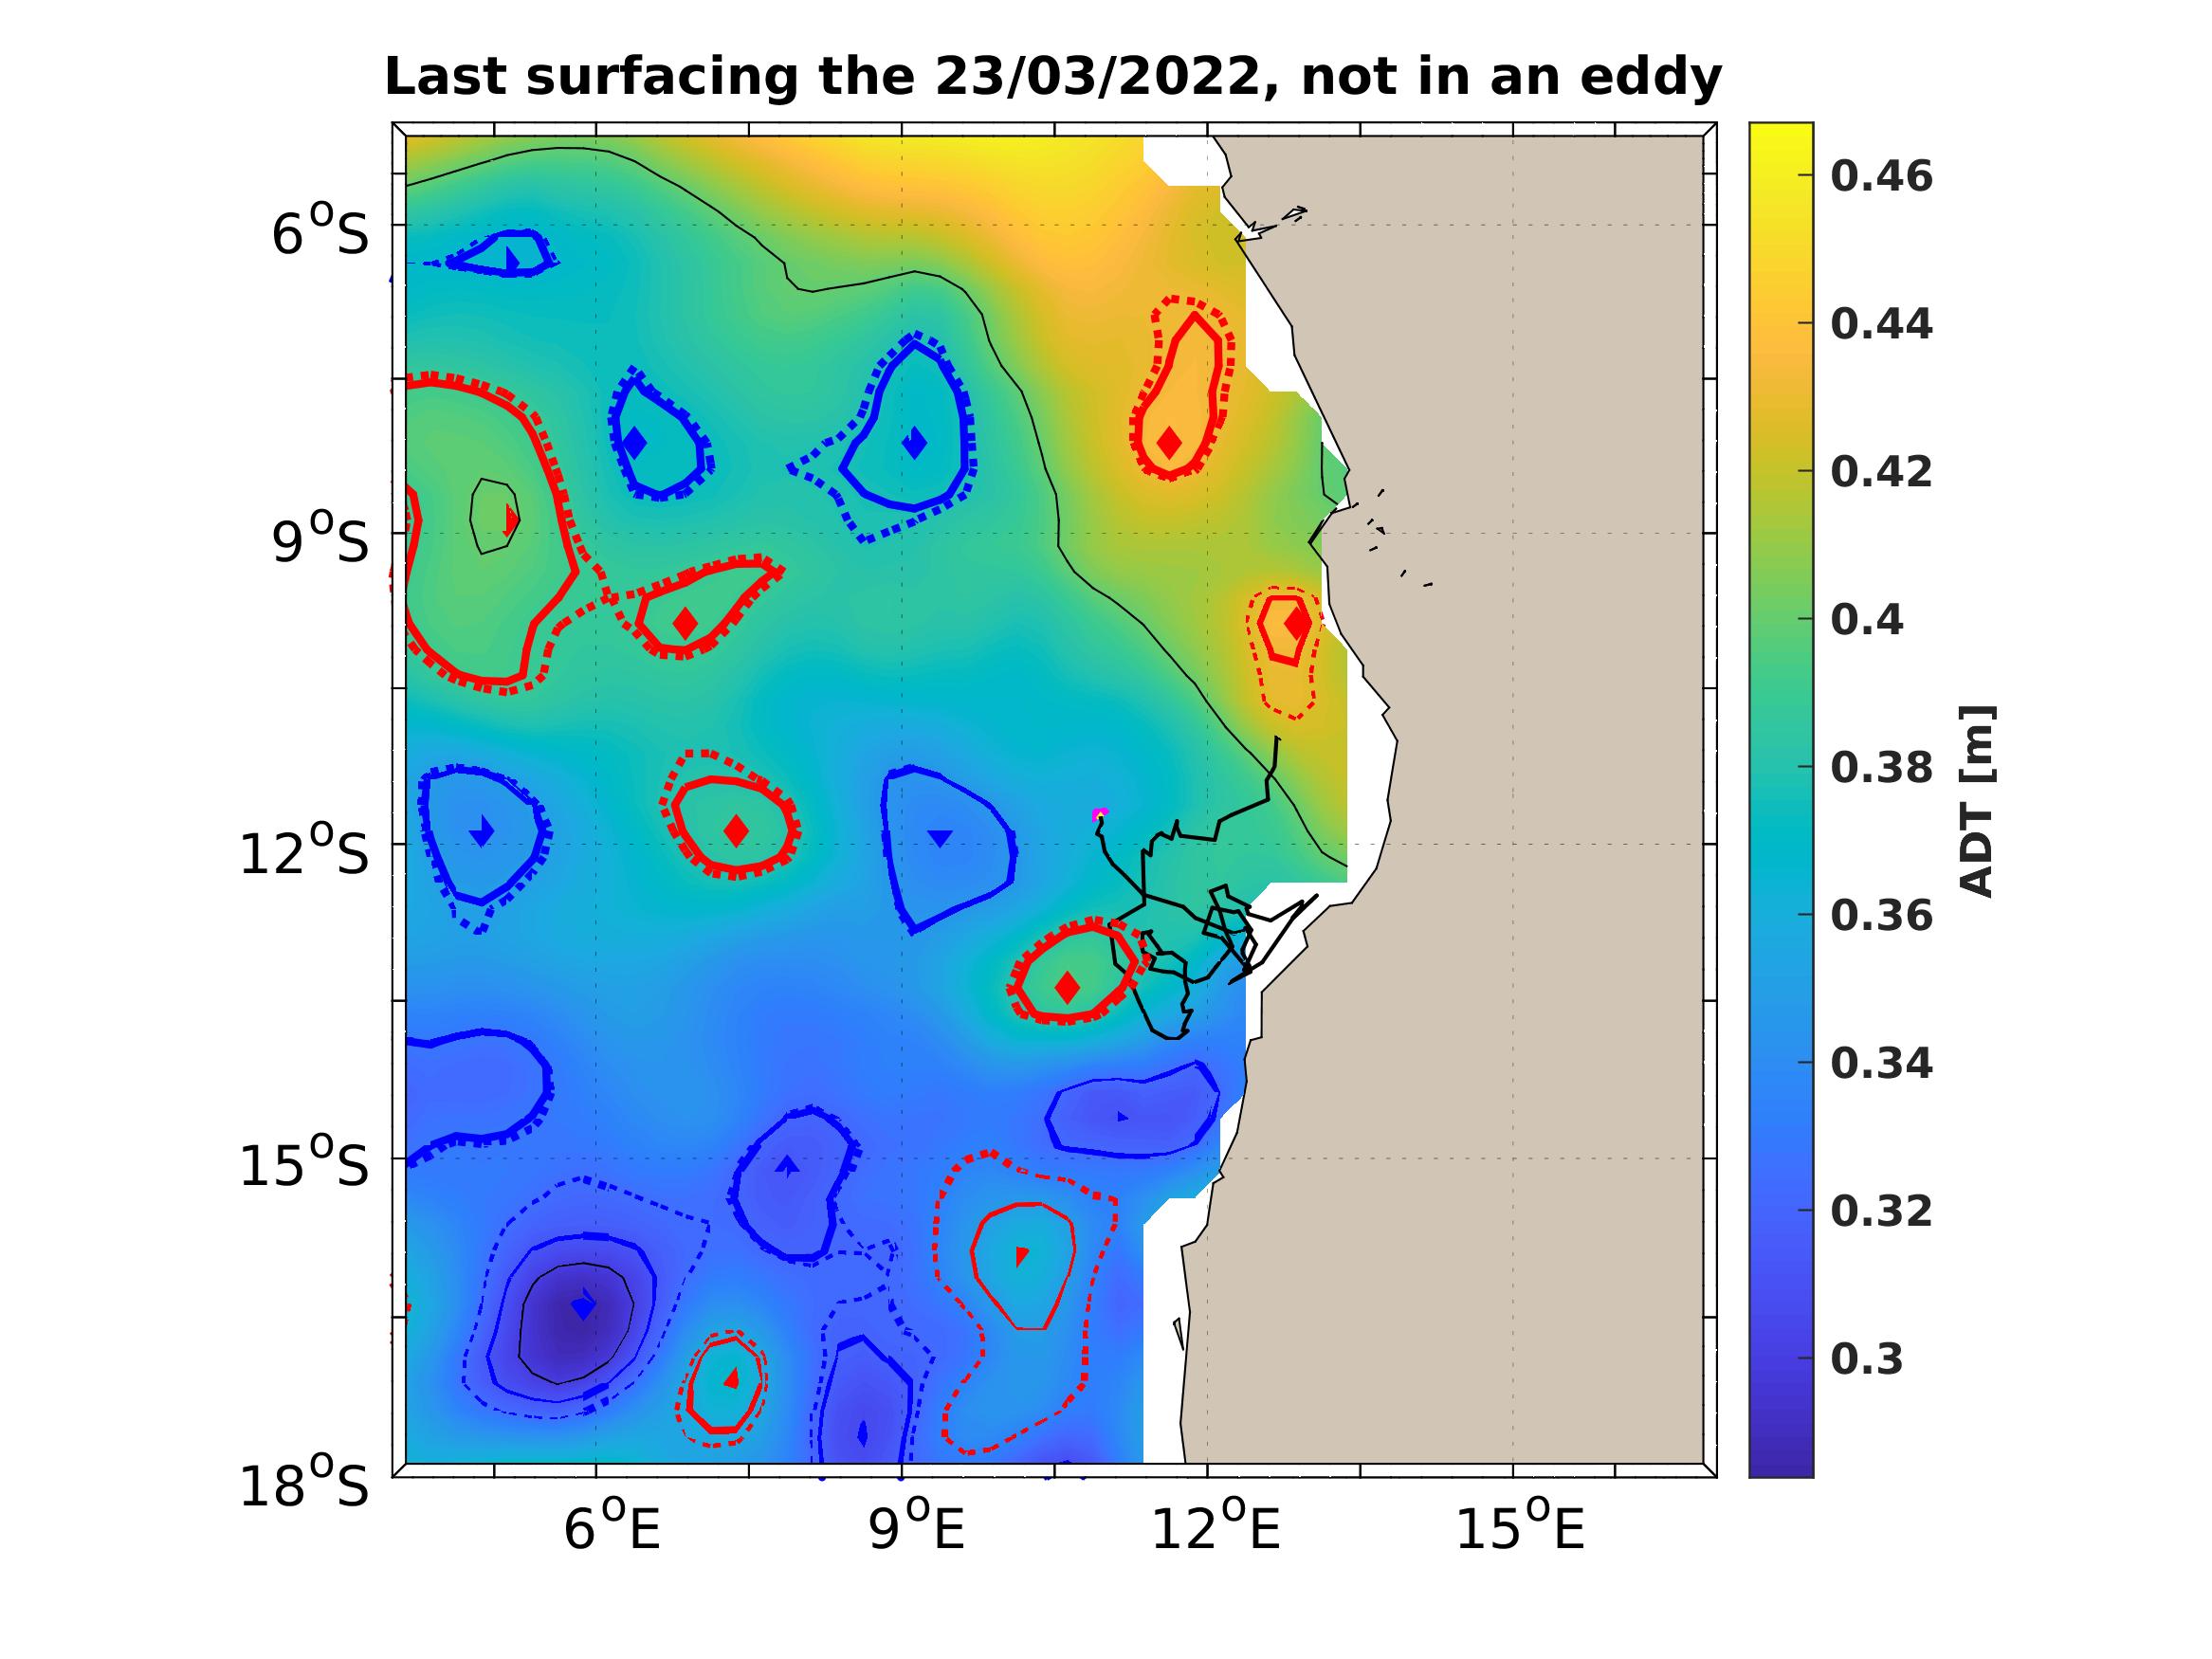 Last surfacing the 23/03/2022, not in an eddy
6°S
9°S
12°S
15°S
18°S
6°E
9°E
12°E
15°E
0.46
0.44
0.42
0.4
0.38
0.36
0.34
0.32
0.3
ADT [m]